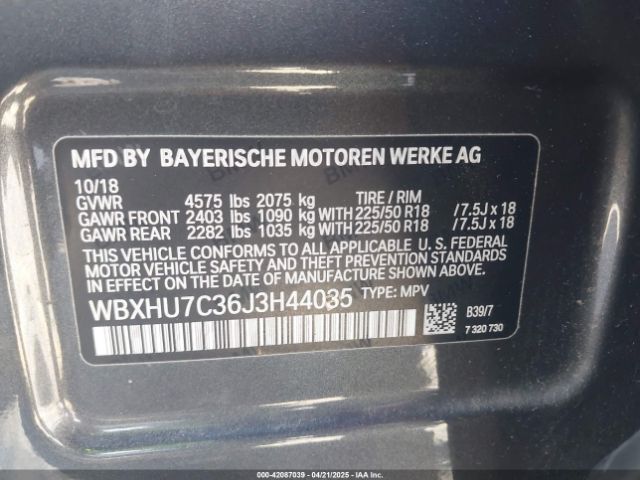 MFD BY BAYERISCHE MOTOREN WERKE AG
10/18
GVWR 4575 lbs 2075 kg TIRE / RIM
GAWR FRONT 2403 lbs 1090 kg WITH 225/50 R18 /7.5J x 18
GAWR REAR 2282 lbs 1035 kg WITH 225/50 R18 /7.5J x 18
THIS VEHICLE CONFORMS TO ALL APPLICABLE U. S. FEDERAL
MOTOR VEHICLE SAFETY AND THEFT PREVENTION STANDARDS
IN EFFECT ON THE DATE OF MANUFACTURE SHOWN ABOVE.
WBXHU7C36J3H44035 TYPE: MPV
B39/7
7 320 730
000-42087039 - 04/21/2025 - IAAI.COM